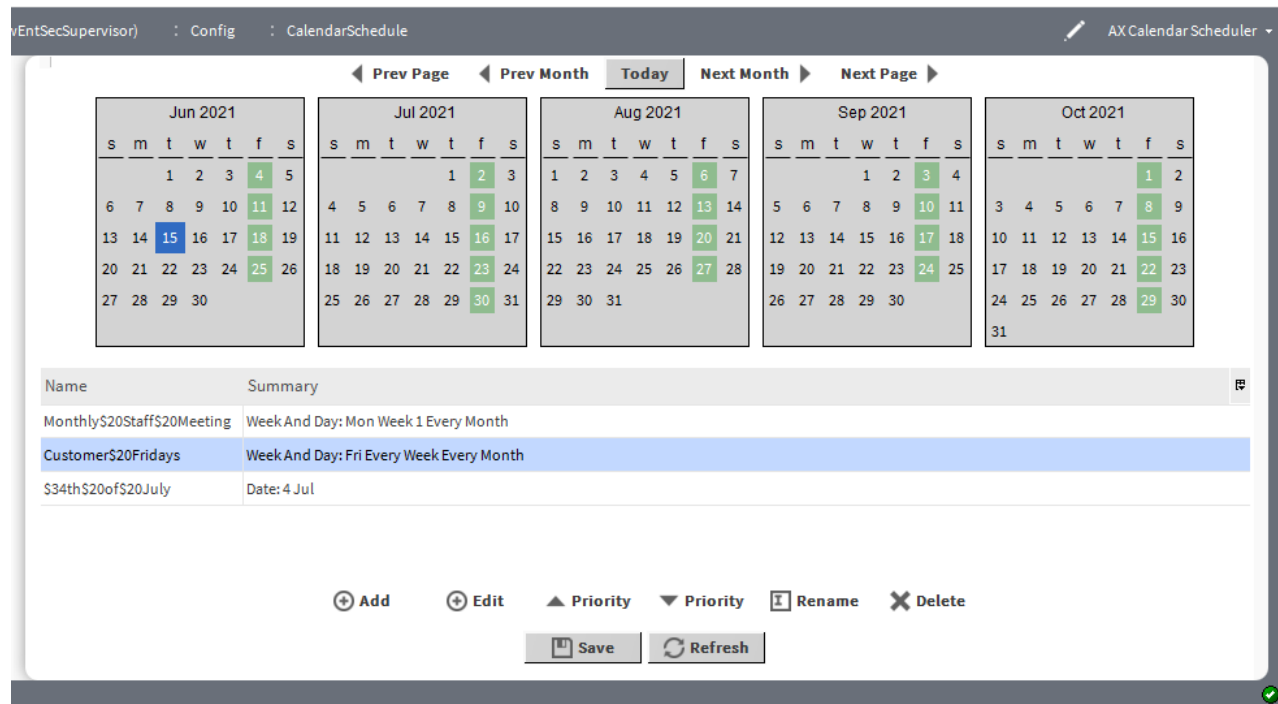 vEntSecSupervisor) : Config : CalendarSchedule AX Calendar Scheduler
Prev Page Prev Month Today Next Month Next Page
Jun 2021 Jul 2021 Aug 2021 Sep 2021 Oct 2021
s m t w t f s s m t w t f s s m t w t f s s m t w t f s s m t w t f s
1 2 3 4 5 1 2 3 1 2 3 4 5 6 7 1 2 3 4 1 2
6 7 8 9 10 11 12 4 5 6 7 8 9 10 8 9 10 11 12 13 14 5 6 7 8 9 10 11 3 4 5 6 7 8 9
13 14 15 16 17 18 19 11 12 13 14 15 16 17 15 16 17 18 19 20 21 12 13 14 15 16 17 18 10 11 12 13 14 15 16
20 21 22 23 24 25 26 18 19 20 21 22 23 24 22 23 24 25 26 27 28 19 20 21 22 23 24 25 17 18 19 20 21 22 23
27 28 29 30 25 26 27 28 29 30 31 29 30 31 26 27 28 29 30 24 25 26 27 28 29 30
31
Name Summary
Monthly$20Staff$20Meeting Week And Day: Mon Week 1 Every Month
Customer$20Fridays Week And Day: Fri Every Week Every Month
$34th$20of$20July Date: 4 Jul
Add Edit Priority Priority Rename Delete
Save Refresh